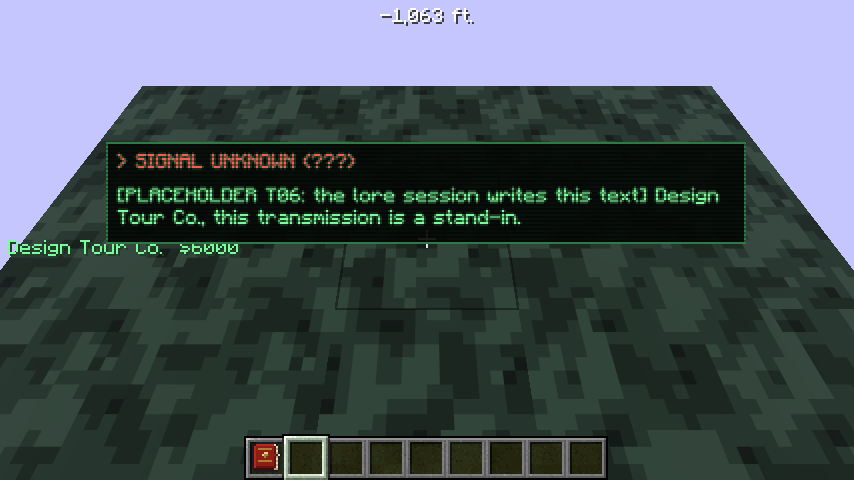 -1,063 ft.
> SIGNAL UNKNOWN (???)
[PLACEHOLDER T06: the lore session writes this text] Design
Tour Co., this transmission is a stand-in.
Design Tour Co. $6000